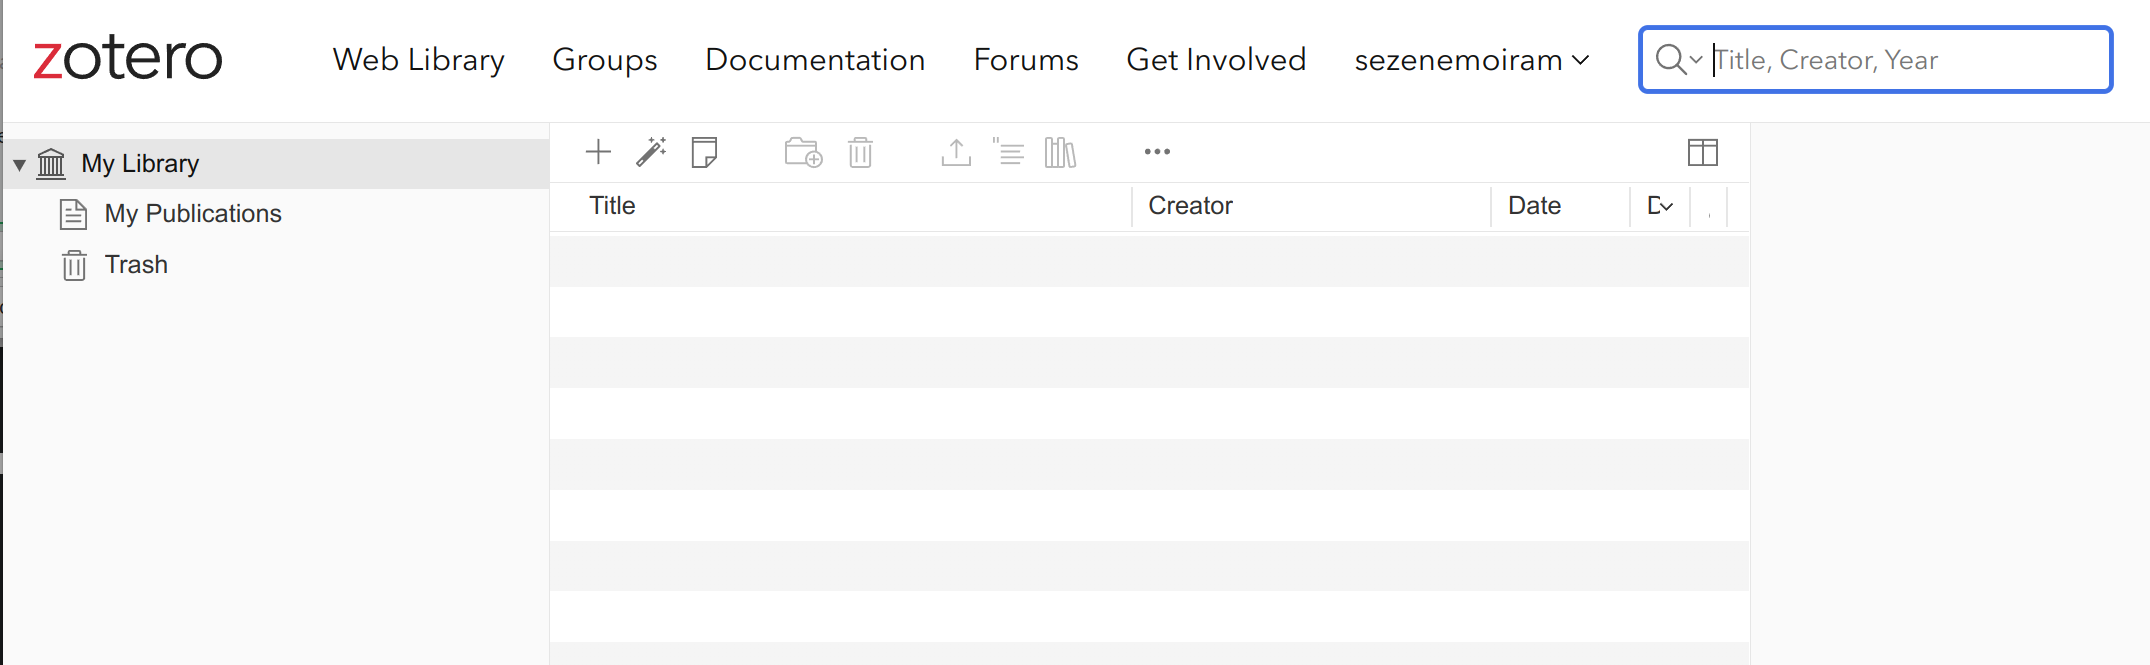 zotero
Web Library Groups Documentation Forums Get Involved sezenemoiram Title, Creator, Year
My Library
My Publications
Trash
Title Creator Date